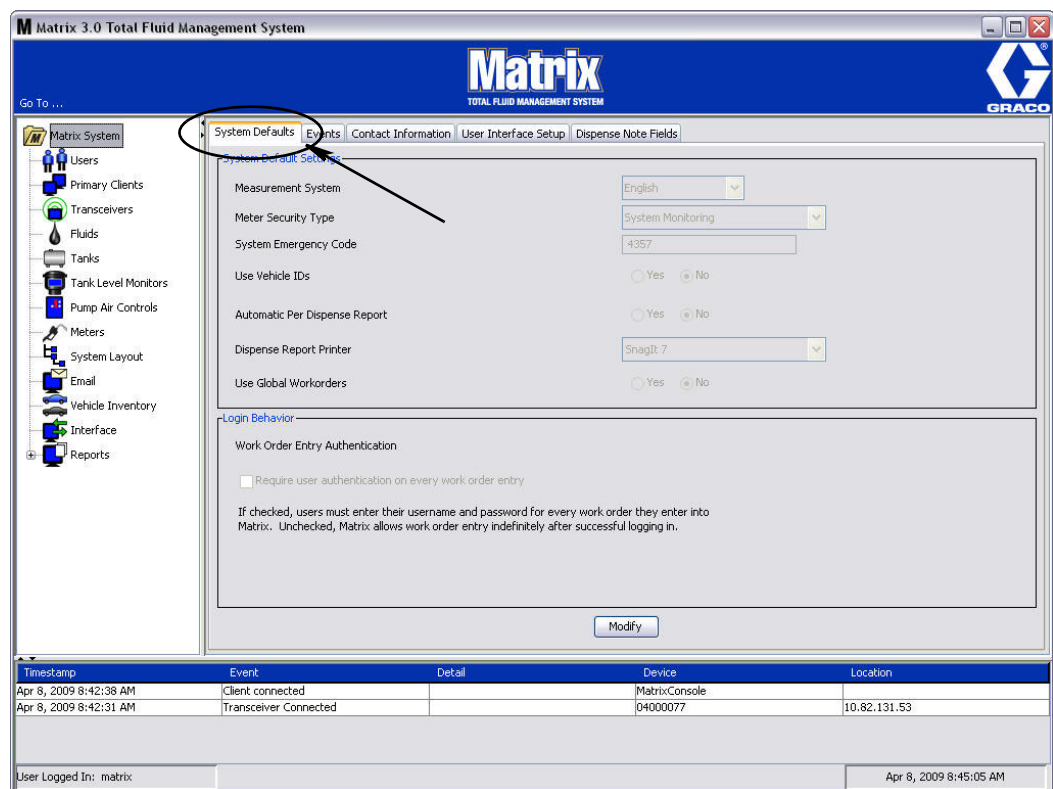 Matrix 3.0 Total Fluid Management System
Matrix
TOTAL FLUID MANAGEMENT SYSTEM
Go To ...
GRACO
®
Matrix System
Users
Primary Clients
Transceivers
Fluids
Tanks
Tank Level Monitors
Pump Air Controls
Meters
System Layout
Email
Vehicle Inventory
Interface
Reports
System Defaults Events Contact Information User Interface Setup Dispense Note Fields
System Default Settings
Measurement System English
Meter Security Type System Monitoring
System Emergency Code 4357
Use Vehicle IDs Yes No
Automatic Per Dispense Report Yes No
Dispense Report Printer SnagIt 7
Use Global Workorders Yes No
Login Behavior
Work Order Entry Authentication
Require user authentication on every work order entry
If checked, users must enter their username and password for every work order they enter into
Matrix. Unchecked, Matrix allows work order entry indefinitely after successful logging in.
Modify
Timestamp Event Detail Device Location
Apr 8, 2009 8:42:38 AM Client connected MatrixConsole
Apr 8, 2009 8:42:31 AM Transceiver Connected 04000077 10.82.131.53
User Logged In: matrix Apr 8, 2009 8:45:05 AM